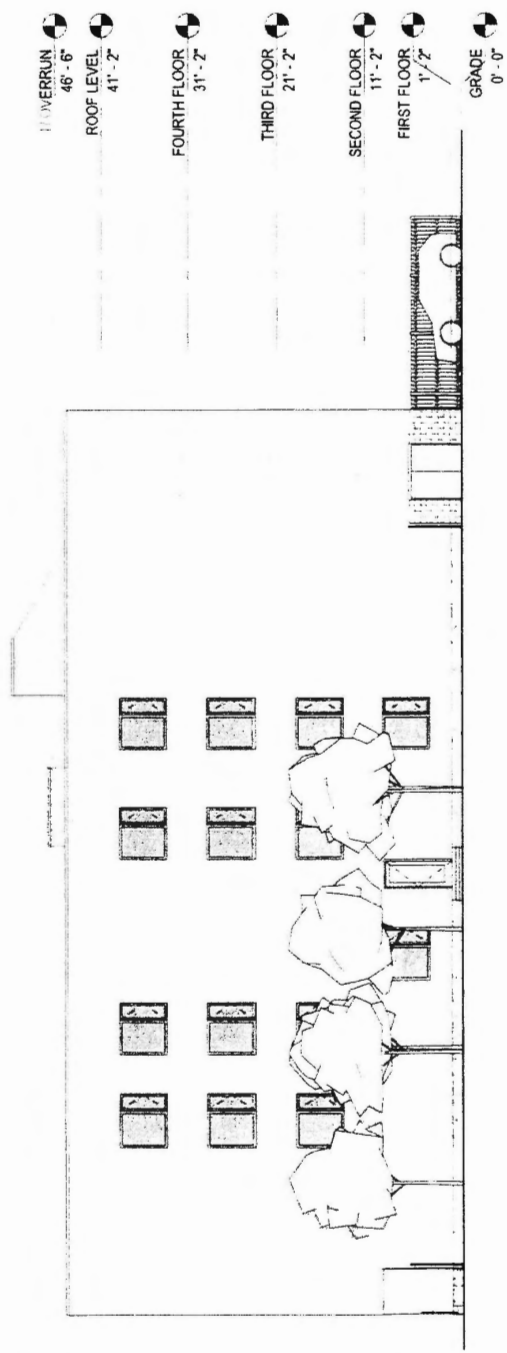 OVERRUN
46' - 6"
ROOF LEVEL
41' - 2"
FOURTH FLOOR
31' - 2"
THIRD FLOOR
21' - 2"
SECOND FLOOR
11' - 2"
FIRST FLOOR
1' - 2"
GRADE
0' - 0"